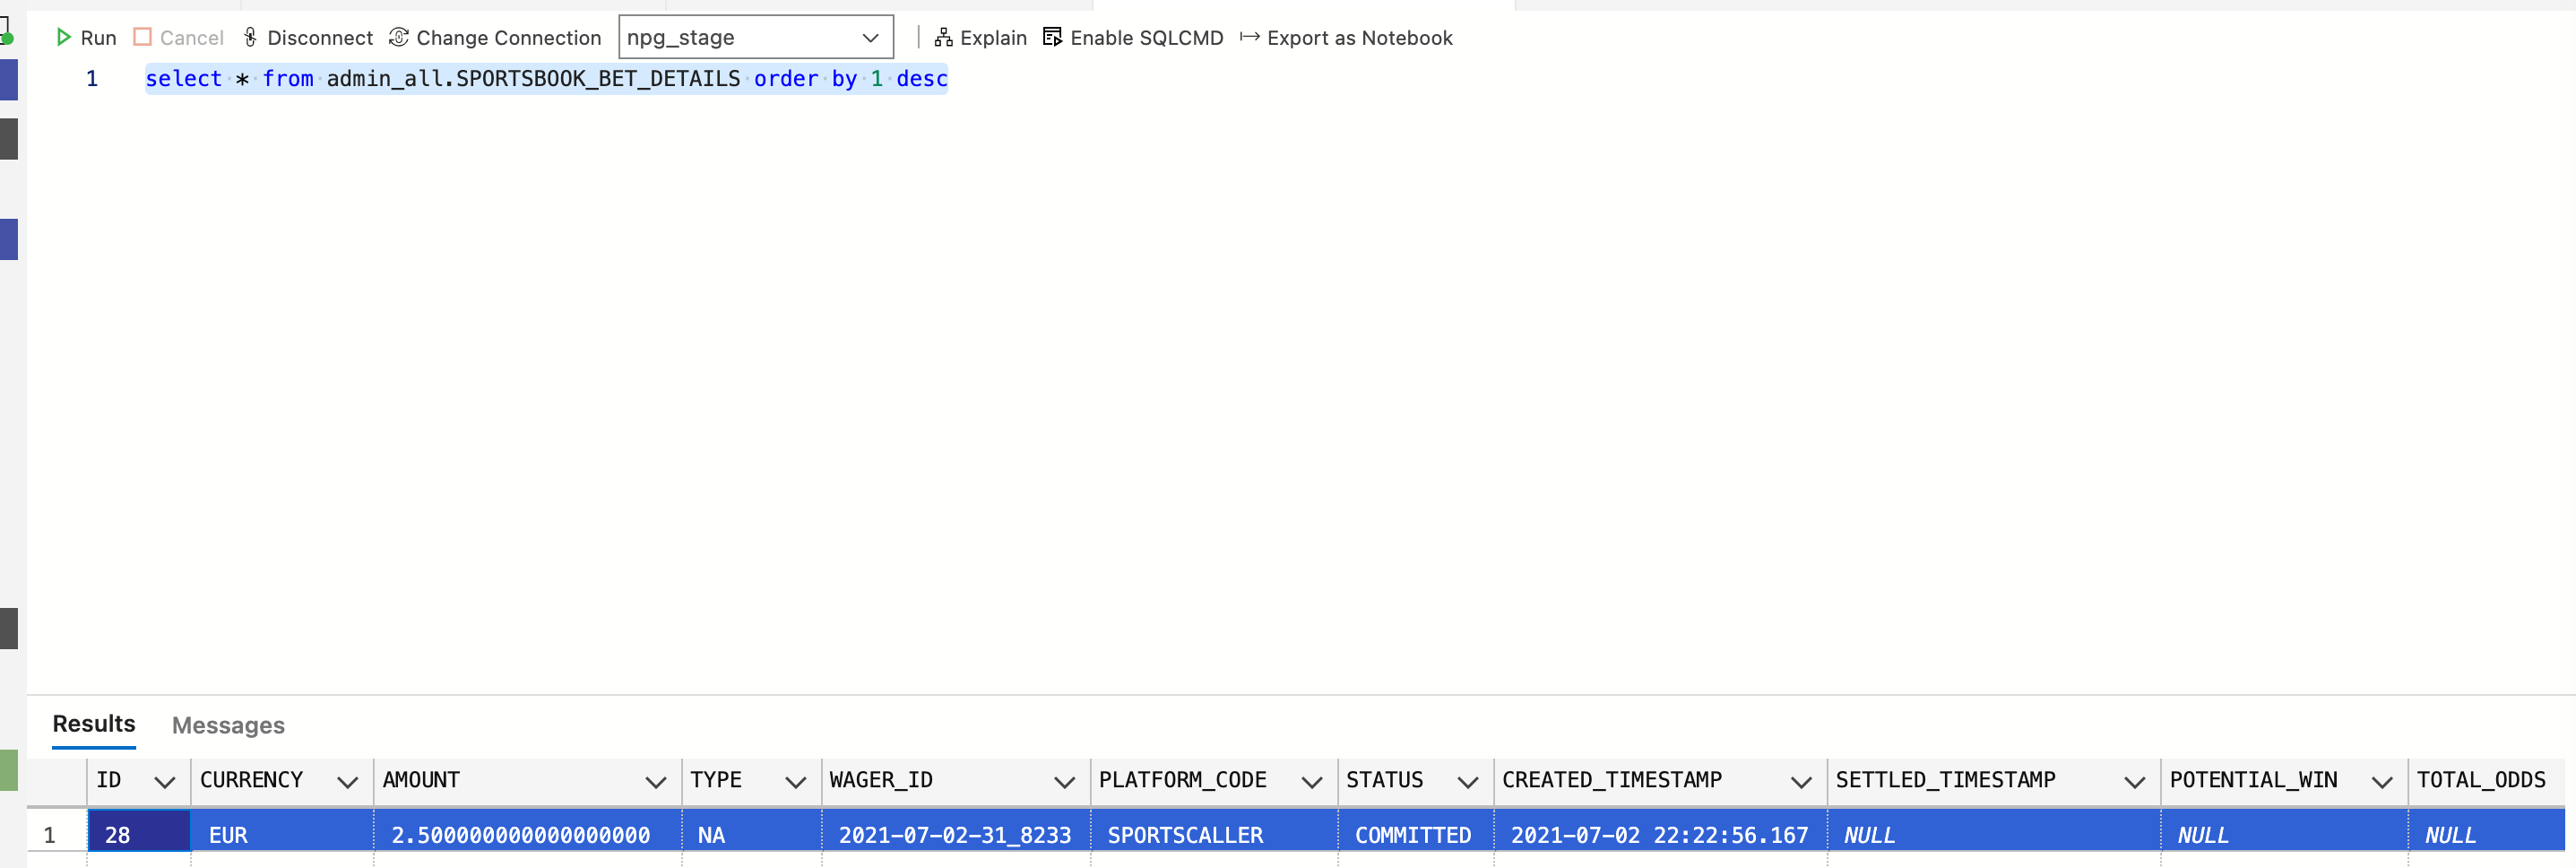 Run Cancel Disconnect Change Connection npg_stage Explain Enable SQLCMD Export as Notebook
1 select * from admin_all.SPORTSBOOK_BET_DETAILS order by 1 desc
Results Messages
ID CURRENCY AMOUNT TYPE WAGER_ID PLATFORM_CODE STATUS CREATED_TIMESTAMP SETTLED_TIMESTAMP POTENTIAL_WIN TOTAL_ODDS
1 28 EUR 2.500000000000000000 NA 2021-07-02-31_8233 SPORTSCALLER COMMITTED 2021-07-02 22:22:56.167 NULL NULL NULL